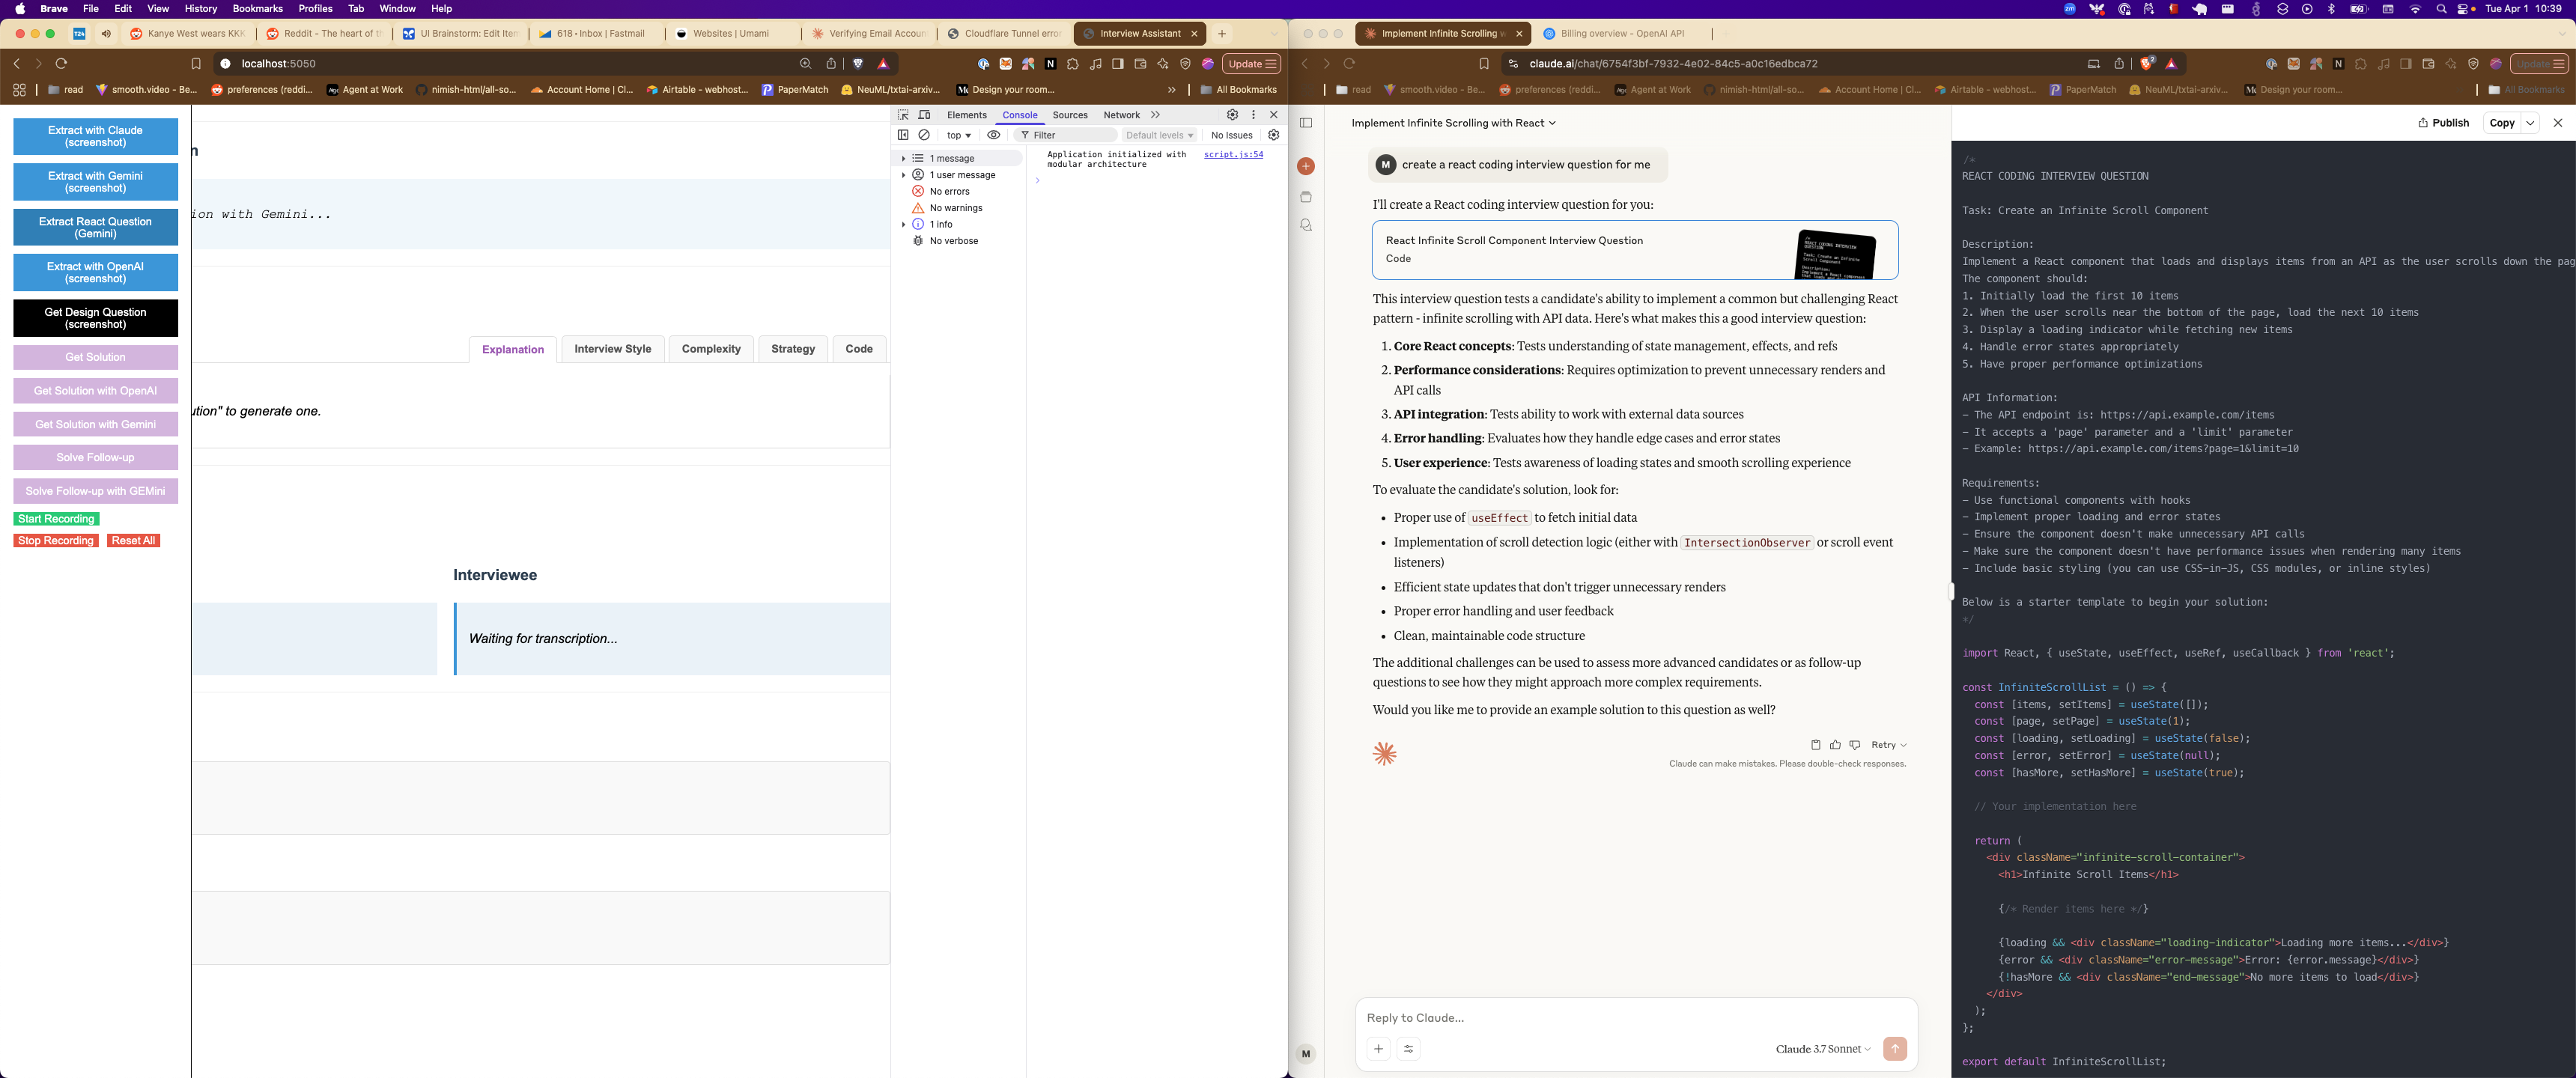 Brave File Edit View History Bookmarks Profiles Tab Window Help
Tue Apr 1 10:39
Kanye West wears KKK
Reddit - The heart of th
UI Brainstorm: Edit Iten
618 • Inbox | Fastmail
Websites | Umami
Verifying Email Accoun
Cloudflare Tunnel error
Interview Assistant
localhost:5050
Update
read
smooth.video - Be...
preferences (reddi...
Agent at Work
nimish-html/all-so...
Account Home | Cl...
Airtable - webhost...
PaperMatch
NeuML/txtai-arxiv...
Design your room...
All Bookmarks
Extract with Claude
(screenshot)
Extract with Gemini
(screenshot)
Extract React Question
(Gemini)
Extract with OpenAI
(screenshot)
Get Design Question
(screenshot)
Get Solution
Get Solution with OpenAI
Get Solution with Gemini
Solve Follow-up
Solve Follow-up with GEMini
Start Recording
Stop Recording Reset All
n
ion with Gemini...
Explanation Interview Style Complexity Strategy Code
ution" to generate one.
Interviewee
Waiting for transcription...
Elements Console Sources Network
top Filter Default levels No Issues
1 message
1 user message
No errors
No warnings
1 info
No verbose
Application initialized with script.js:54
modular architecture
Implement Infinite Scrolling w
Billing overview - OpenAI API
claude.ai/chat/6754f3bf-7932-4e02-84c5-a0c16edbca72
Update
read
smooth.video - Be...
preferences (reddi...
Agent at Work
nimish-html/all-so...
Account Home | Cl...
Airtable - webhost...
PaperMatch
NeuML/txtai-arxiv...
Design your room...
All Bookmarks
Implement Infinite Scrolling with React
M create a react coding interview question for me
I'll create a React coding interview question for you:
React Infinite Scroll Component Interview Question
Code
This interview question tests a candidate's ability to implement a common but challenging React
pattern - infinite scrolling with API data. Here's what makes this a good interview question:
1. Core React concepts: Tests understanding of state management, effects, and refs
2. Performance considerations: Requires optimization to prevent unnecessary renders and
API calls
3. API integration: Tests ability to work with external data sources
4. Error handling: Evaluates how they handle edge cases and error states
5. User experience: Tests awareness of loading states and smooth scrolling experience
To evaluate the candidate's solution, look for:
• Proper use of useEffect to fetch initial data
• Implementation of scroll detection logic (either with IntersectionObserver or scroll event
listeners)
• Efficient state updates that don't trigger unnecessary renders
• Proper error handling and user feedback
• Clean, maintainable code structure
The additional challenges can be used to assess more advanced candidates or as follow-up
questions to see how they might approach more complex requirements.
Would you like me to provide an example solution to this question as well?
Retry
Claude can make mistakes. Please double-check responses.
Reply to Claude...
Claude 3.7 Sonnet
M
Publish Copy
/*
REACT CODING INTERVIEW QUESTION
Task: Create an Infinite Scroll Component
Description:
Implement a React component that loads and displays items from an API as the user scrolls down the pag
The component should:
1. Initially load the first 10 items
2. When the user scrolls near the bottom of the page, load the next 10 items
3. Display a loading indicator while fetching new items
4. Handle error states appropriately
5. Have proper performance optimizations
API Information:
- The API endpoint is: https://api.example.com/items
- It accepts a 'page' parameter and a 'limit' parameter
- Example: https://api.example.com/items?page=1&limit=10
Requirements:
- Use functional components with hooks
- Implement proper loading and error states
- Ensure the component doesn't make unnecessary API calls
- Make sure the component doesn't have performance issues when rendering many items
- Include basic styling (you can use CSS-in-JS, CSS modules, or inline styles)
Below is a starter template to begin your solution:
*/
import React, { useState, useEffect, useRef, useCallback } from 'react';
const InfiniteScrollList = () => {
const [items, setItems] = useState([]);
const [page, setPage] = useState(1);
const [loading, setLoading] = useState(false);
const [error, setError] = useState(null);
const [hasMore, setHasMore] = useState(true);
// Your implementation here
return (
<div className="infinite-scroll-container">
<h1>Infinite Scroll Items</h1>
{/* Render items here */}
{loading && <div className="loading-indicator">Loading more items...</div>}
{error && <div className="error-message">Error: {error.message}</div>}
{!hasMore && <div className="end-message">No more items to load</div>}
</div>
);
};
export default InfiniteScrollList;